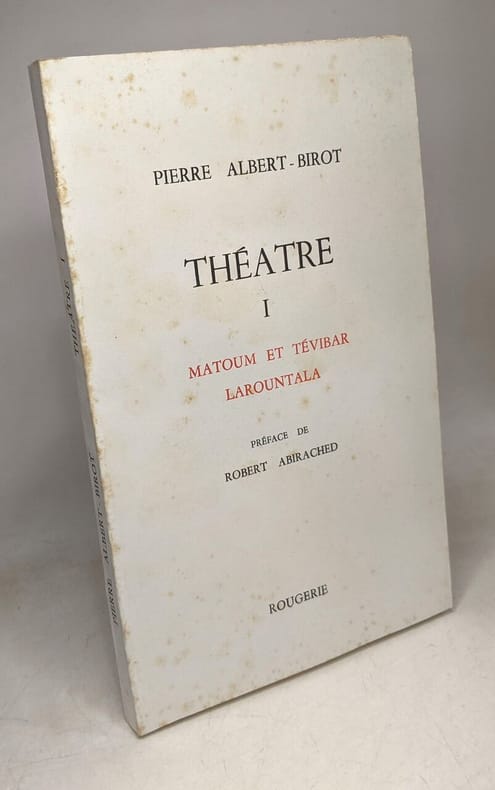 PIERRE ALBERT-BIROT
THÉATRE
I
MATOUM ET TÉVIBAR
LAROUNTALA
PRÉFACE DE
ROBERT ABIRACHED
ROUGERIE
PIERRE ALBERT-BIROT THÉATRE I